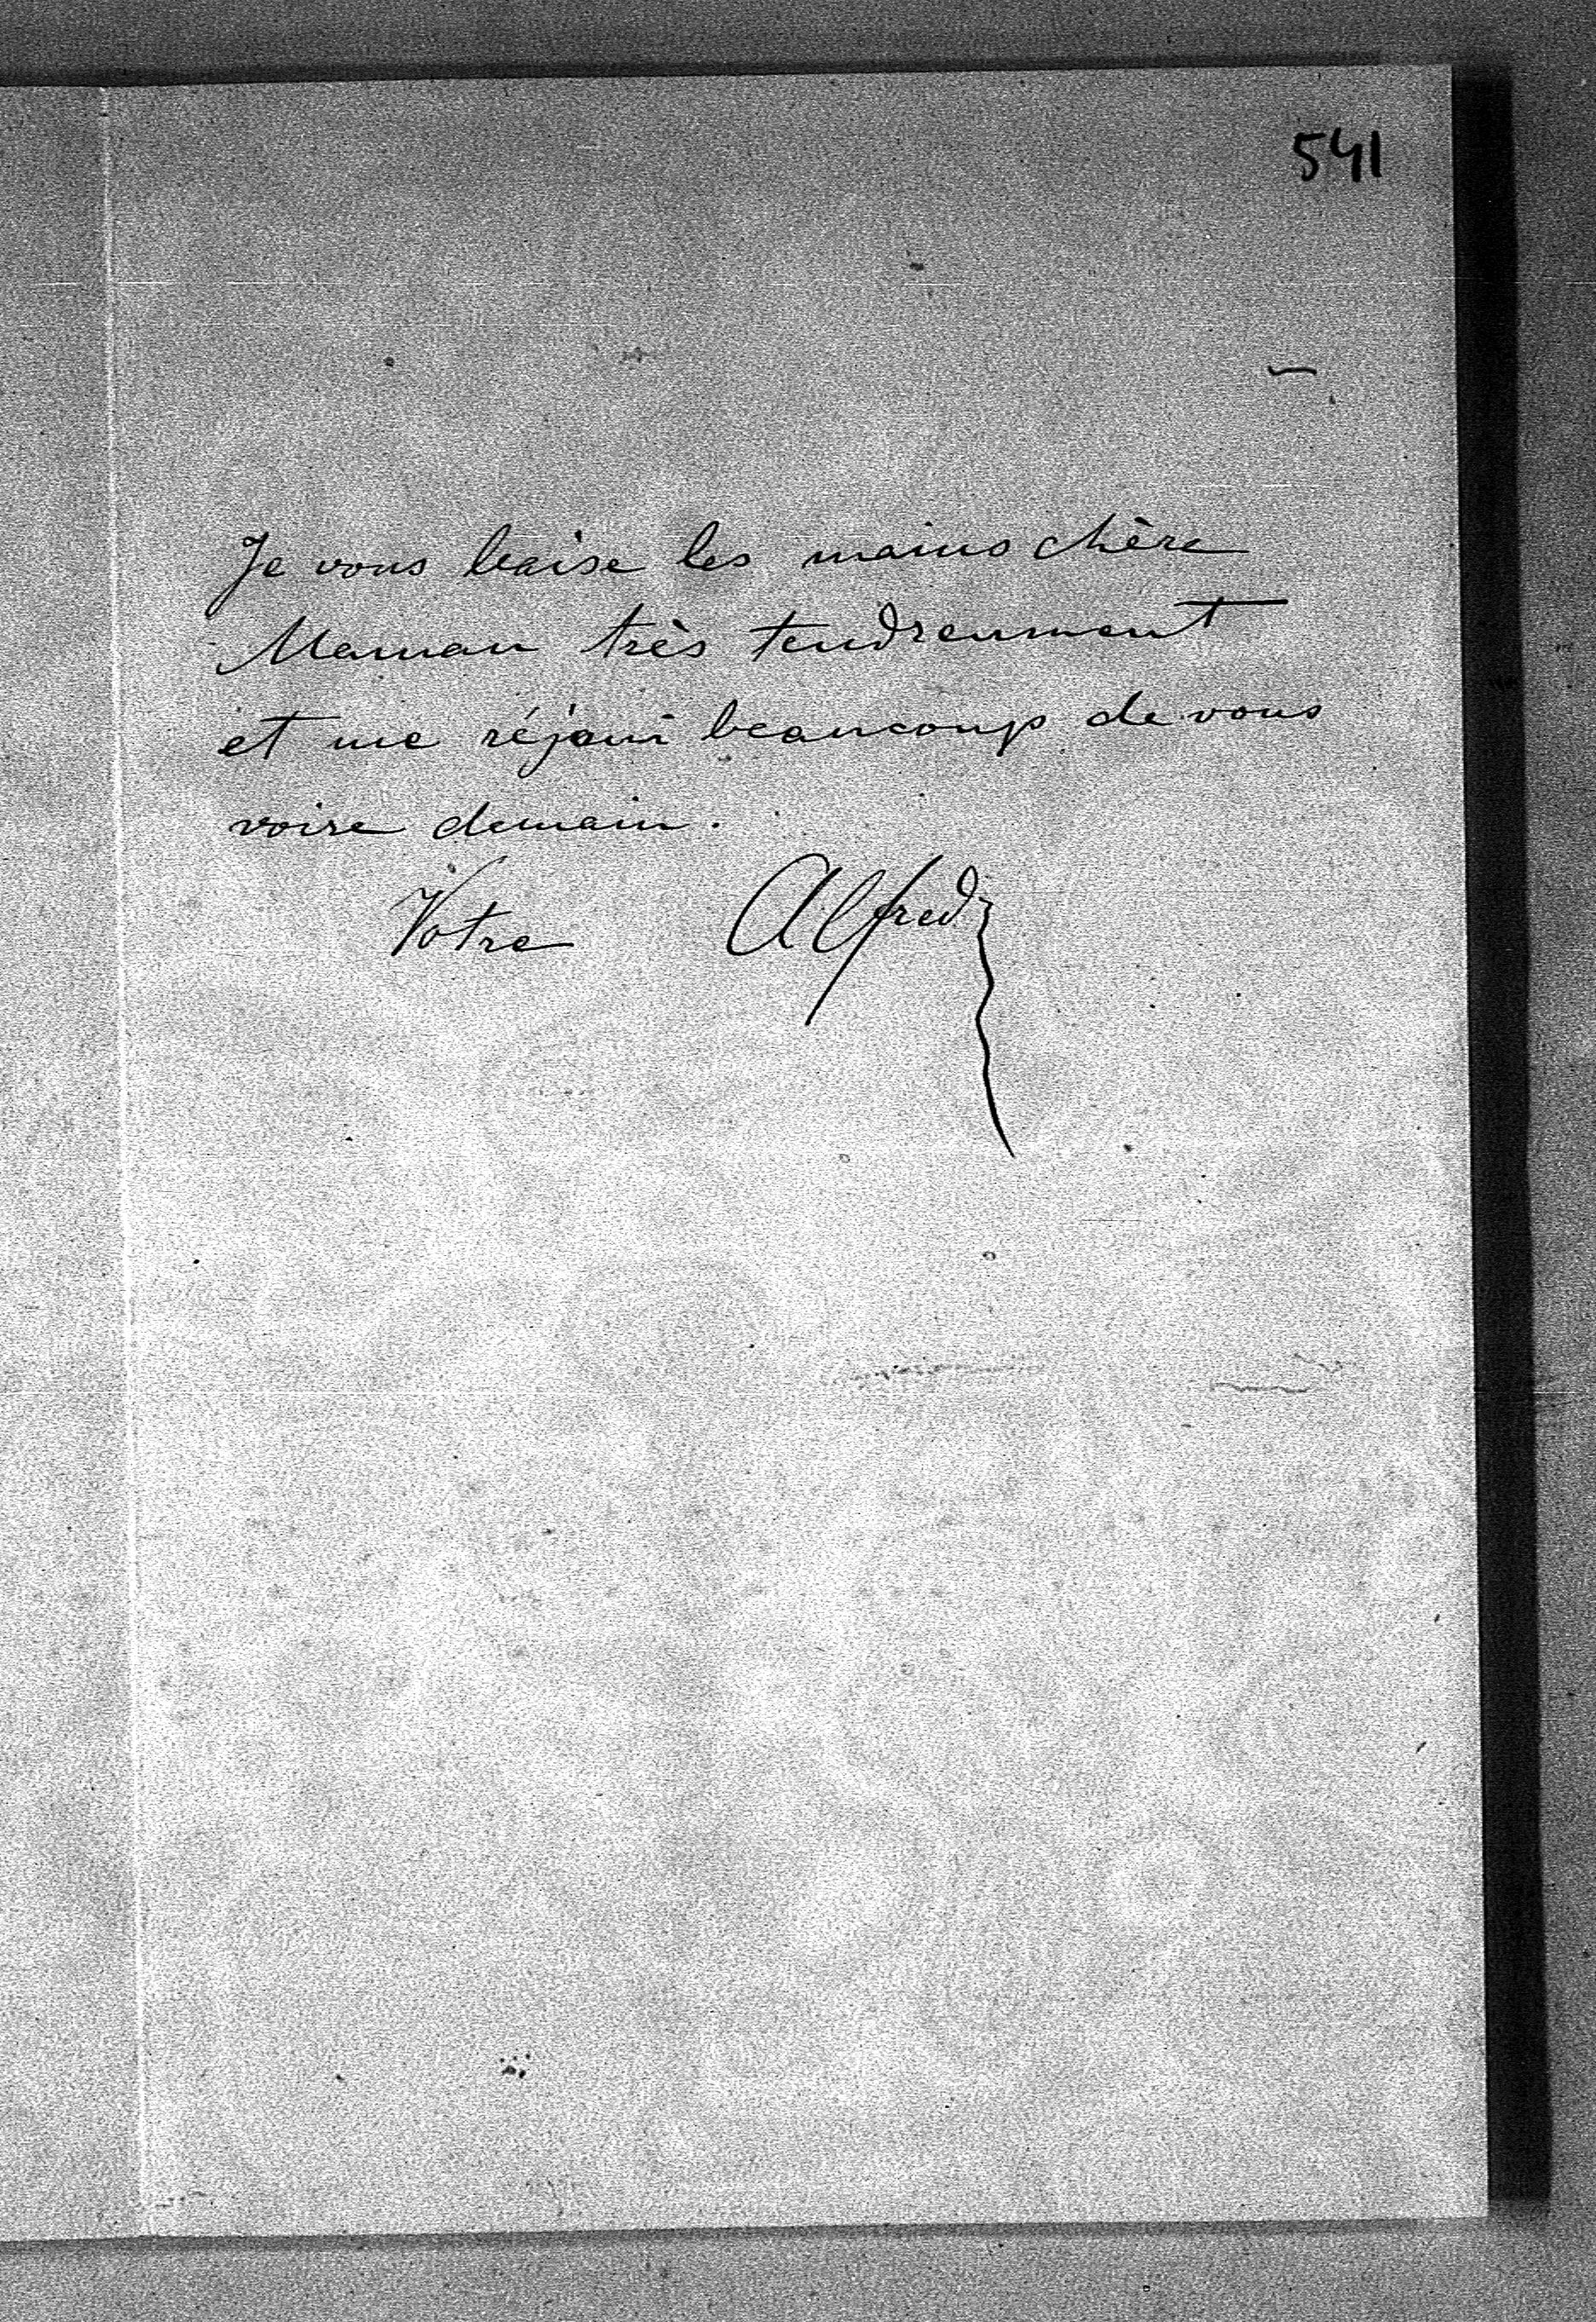 541
Je vous baise les mains chère
Maman très tendrenment
et me réjoui beaucoup de vous
voire demain.
Votre Alfred